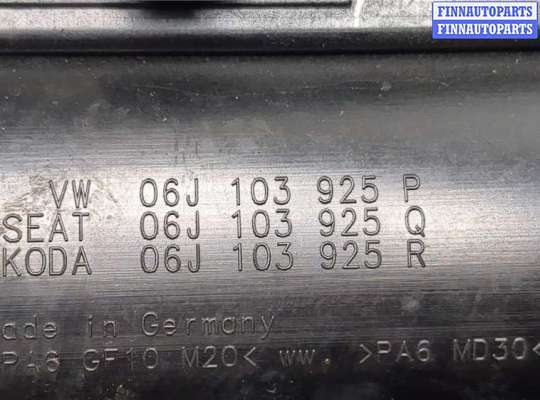 FINNAUTOPARTS
FINNAUTOPARTS
VW 06J 103 925 P
SEAT 06J 103 925 Q
KODA 06J 103 925 R
ade in Germany
PA6 GF10 M20< ww. >PA6 MD30<